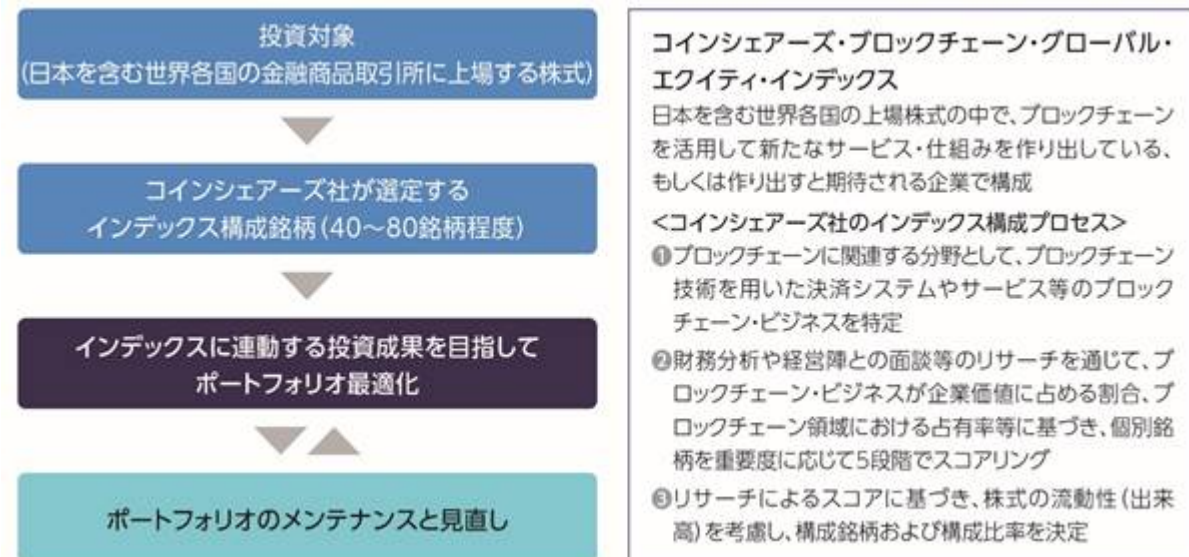 投資対象
(日本を含む世界各国の金融商品取引所に上場する株式)
コインシェアーズ社が選定する
インデックス構成銘柄(40〜80銘柄程度)
インデックスに連動する投資成果を目指して
ポートフォリオ最適化
ポートフォリオのメンテナンスと見直し
コインシェアーズ・ブロックチェーン・グローバル・
エクイティ・インデックス
日本を含む世界各国の上場株式の中で、ブロックチェーン
を活用して新たなサービス・仕組みを作り出している、
もしくは作り出すと期待される企業で構成
<コインシェアーズ社のインデックス構成プロセス>
❶ブロックチェーンに関連する分野として、ブロックチェーン
技術を用いた決済システムやサービス等のブロック
チェーン・ビジネスを特定
❷財務分析や経営陣との面談等のリサーチを通じて、ブ
ロックチェーン・ビジネスが企業価値に占める割合、ブ
ロックチェーン領域における占有率等に基づき、個別銘
柄を重要度に応じて5段階でスコアリング
❸リサーチによるスコアに基づき、株式の流動性(出来
高)を考慮し、構成銘柄および構成比率を決定